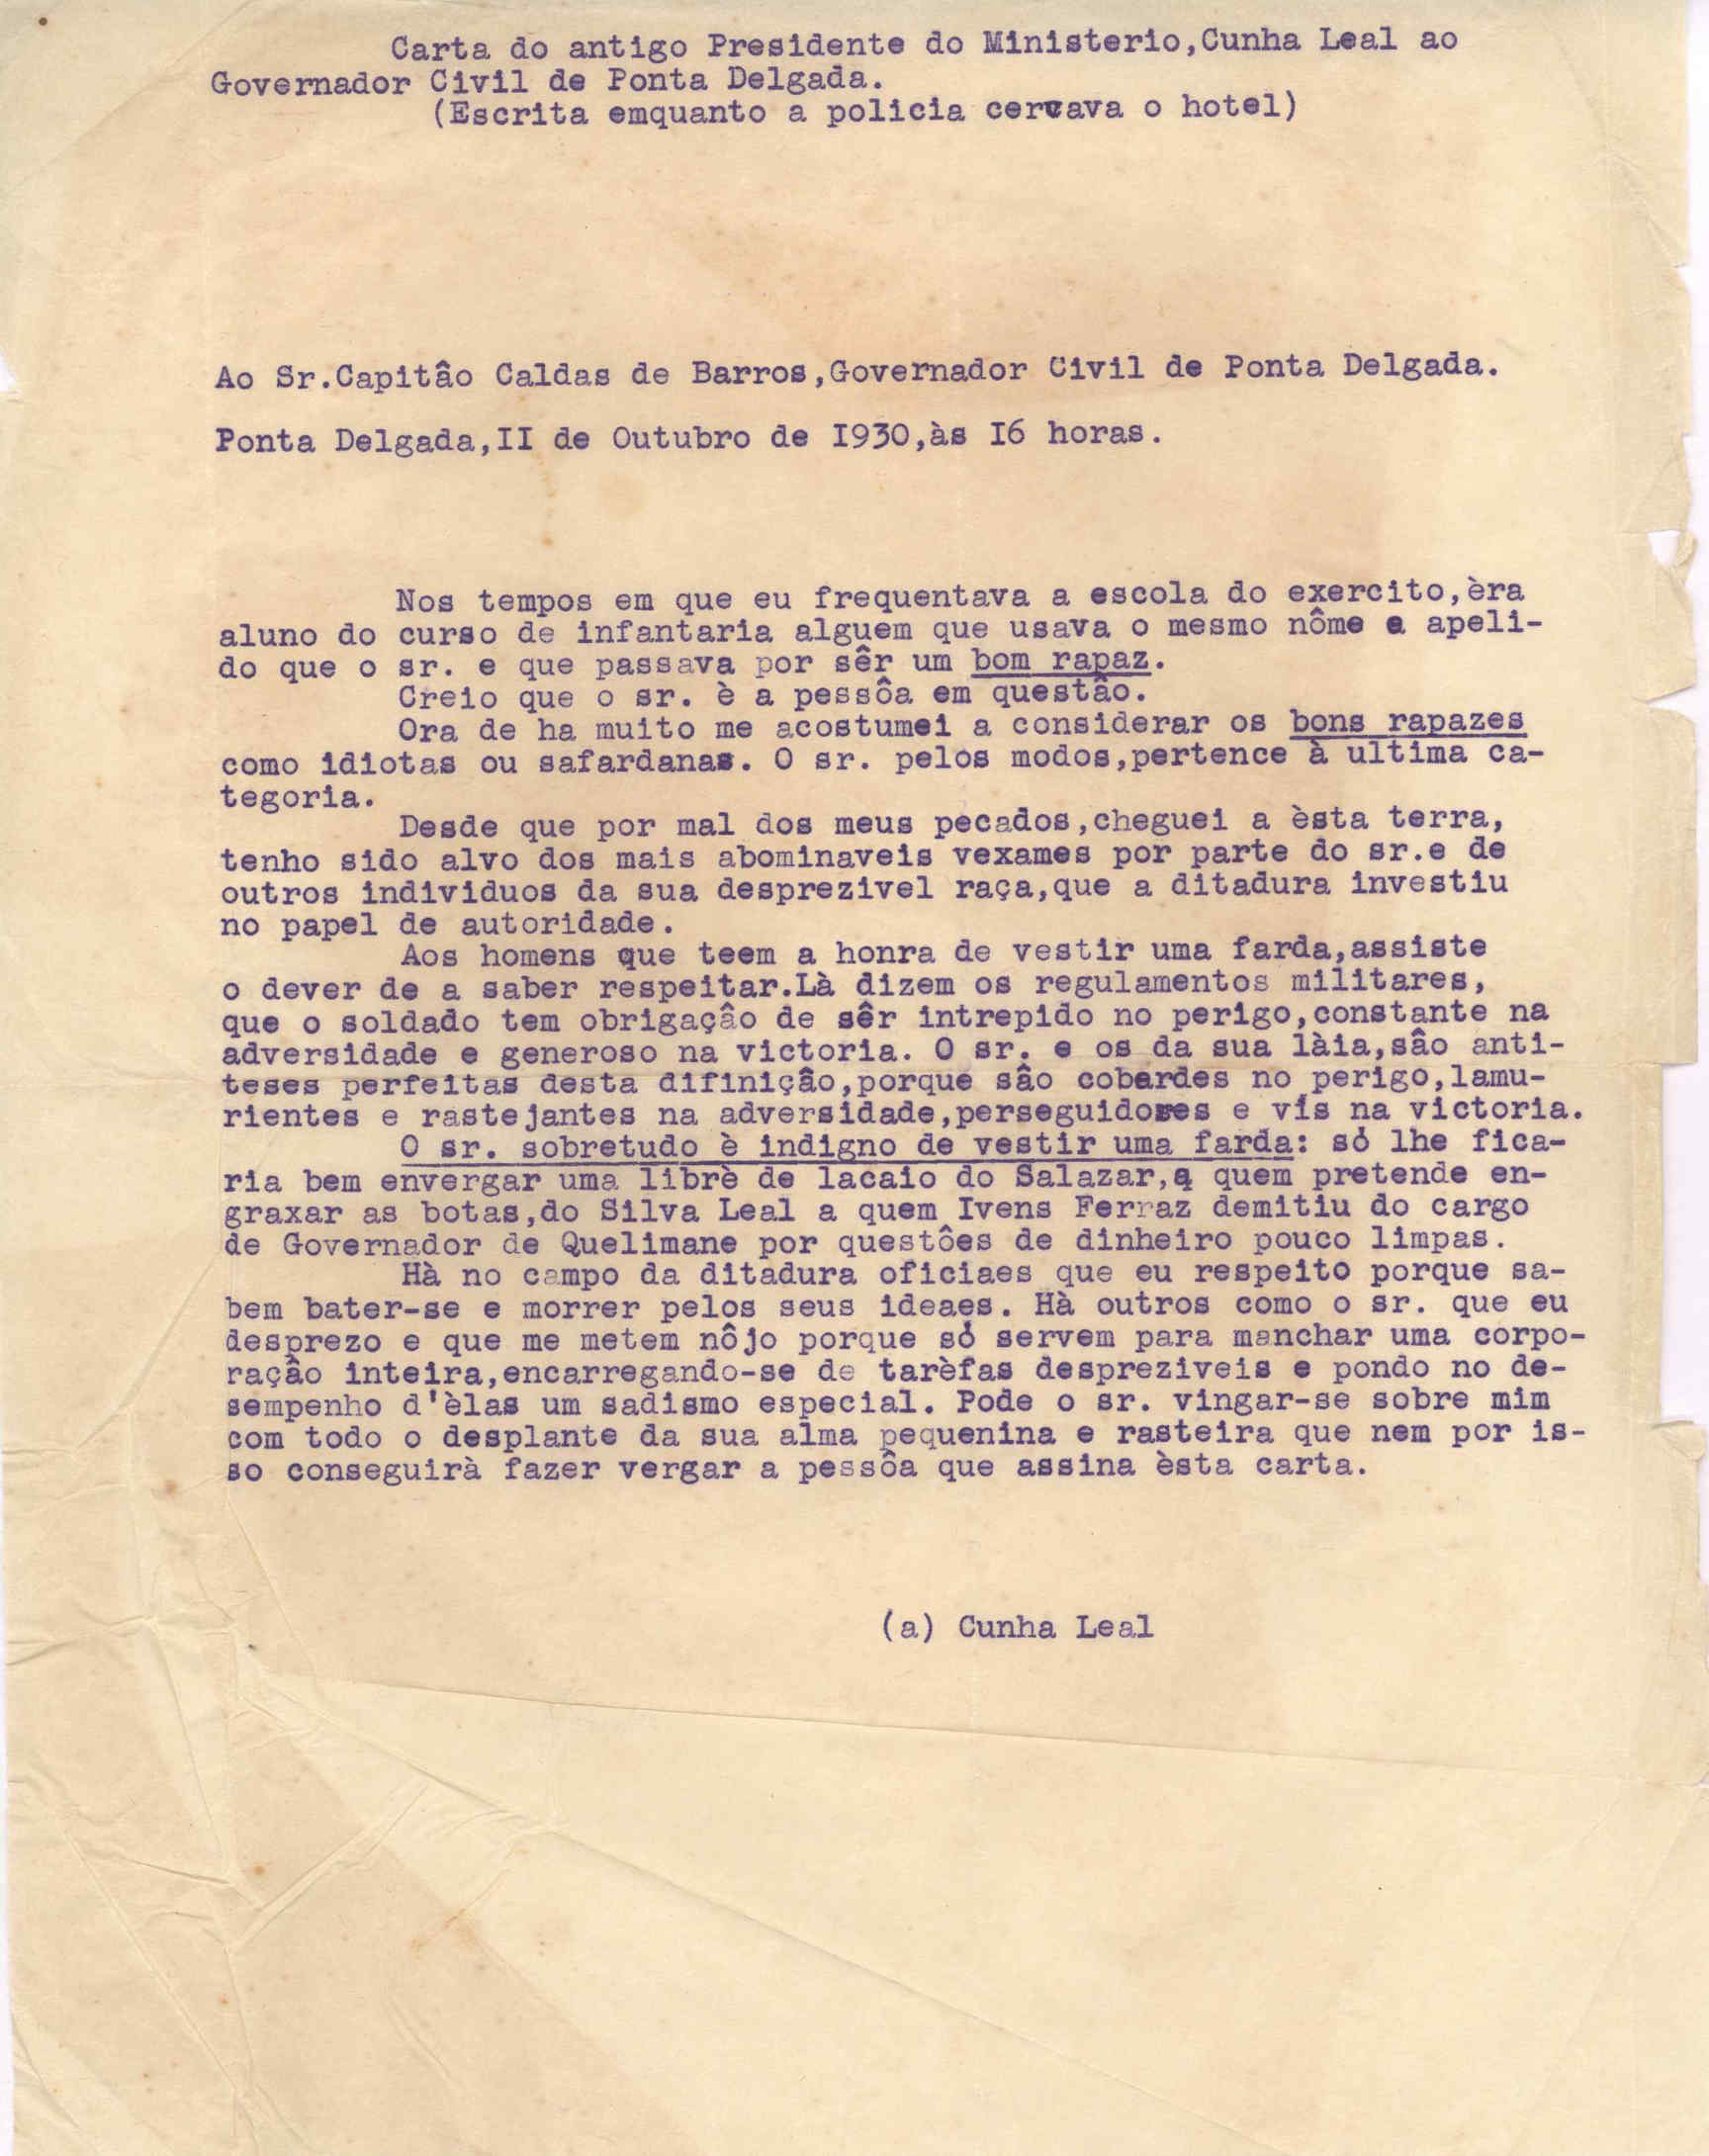 Carta do antigo Presidente do Ministerio,Cunha Leal ao
Governador Civil de Ponta Delgada.
(Escrita emquanto a policia cercava o hotel)
Ao Sr.Capitâo Caldas de Barros,Governador Civil de Ponta Delgada.
Ponta Delgada,II de Outubro de I930,às I6 horas.
Nos tempos em que eu frequentava a escola do exercito,èra
aluno do curso de infantaria alguem que usava o mesmo nôme e apeli-
do que o sr. e que passava por sêr um bom rapaz.
Creio que o sr. è a pessôa em questâo.
Ora de ha muito me acostumei a considerar os bons rapazes
como idiotas ou safardanas. O sr. pelos modos,pertence à ultima ca-
tegoria.
Desde que por mal dos meus pecados,cheguei a èsta terra,
tenho sido alvo dos mais abominaveis vexames por parte do sr.e de
outros individuos da sua desprezivel raça,que a ditadura investiu
no papel de autoridade.
Aos homens que teem a honra de vestir uma farda,assiste
o dever de a saber respeitar.Là dizem os regulamentos militares,
que o soldado tem obrigaçâo de sêr intrepido no perigo,constante na
adversidade e generoso na victoria. O sr. e os da sua làia,sâo anti-
teses perfeitas desta difiniçâo,porque sâo cobardes no perigo,lamu-
rientes e rastejantes na adversidade,perseguidores e vís na victoria.
O sr. sobretudo è indigno de vestir uma farda: só lhe fica-
ria bem envergar uma librè de lacaio do Salazar,a quem pretende en-
graxar as botas,do Silva Leal a quem Ivens Ferraz demitiu do cargo
de Governador de Quelimane por questôes de dinheiro pouco limpas.
Hà no campo da ditadura oficiaes que eu respeito porque sa-
bem bater-se e morrer pelos seus ideaes. Hà outros como o sr. que eu
desprezo e que me metem nôjo porque só servem para manchar uma corpo-
raçâo inteira,encarregando-se de tarèfas despreziveis e pondo no de-
sempenho d'èlas um sadismo especial. Pode o sr. vingar-se sobre mim
com todo o desplante da sua alma pequenina e rasteira que nem por is-
so conseguirà fazer vergar a pessôa que assina èsta carta.
(a) Cunha Leal